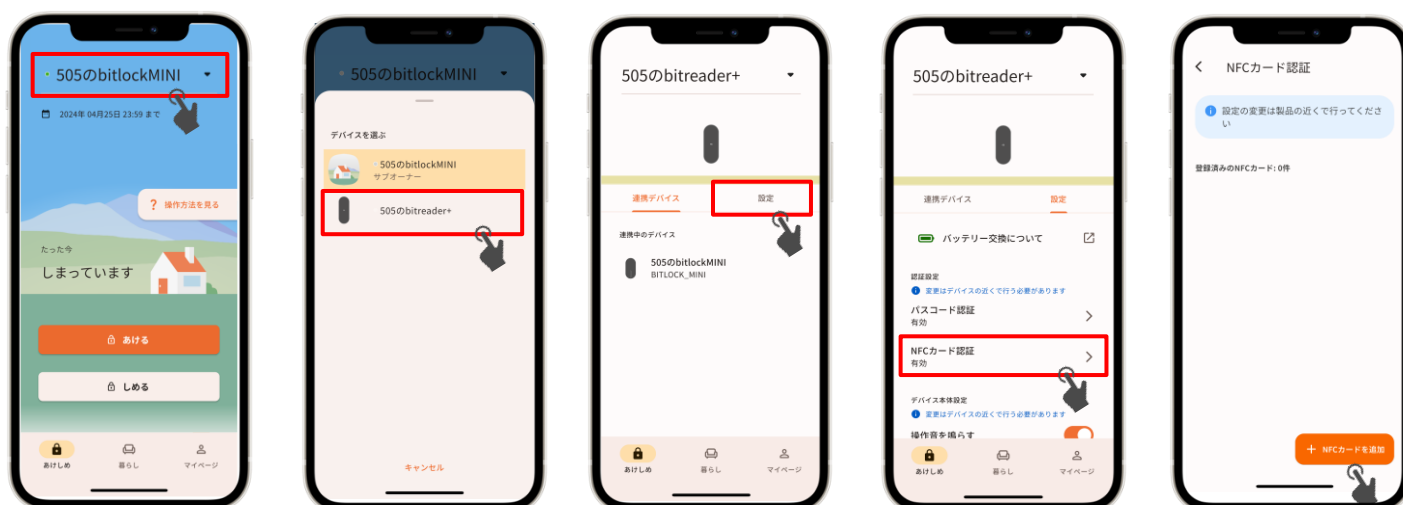 505のbitlockMINI
2024年 04月25日 23:59 まで
? 操作方法を見る
たった今
しまっています
あける
しめる
あけしめ
暮らし
マイページ
505のbitlockMINI
デバイスを選ぶ
505のbitlockMINI
サブオーナー
505のbitreader+
キャンセル
505のbitreader+
連携デバイス
設定
連携中のデバイス
505のbitlockMINI
BITLOCK_MINI
あけしめ
暮らし
マイページ
505のbitreader+
連携デバイス
設定
バッテリー交換について
認証設定
変更はデバイスの近くで行う必要があります
パスコード認証
有効
NFCカード認証
有効
デバイス本体設定
変更はデバイスの近くで行う必要があります
操作音を鳴らす
あけしめ
暮らし
マイページ
NFCカード認証
設定の変更は製品の近くで行ってくださ
い
登録済みのNFCカード: 0件
+ NFCカードを追加